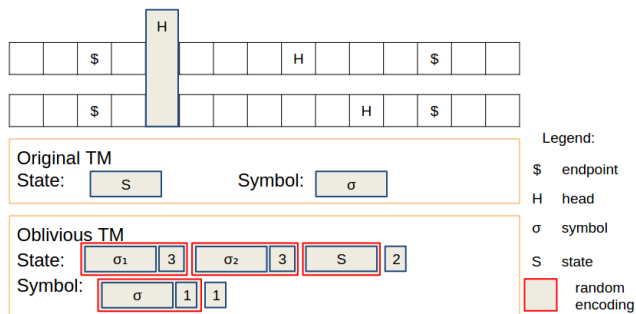 H
$ H $
$ H $
Legend:
Original TM
State: S Symbol: σ
$ endpoint
H head
σ symbol
S state
random
encoding
Oblivious TM
State: σ₁ 3 σ₂ 3 S 2
Symbol: σ 1 1